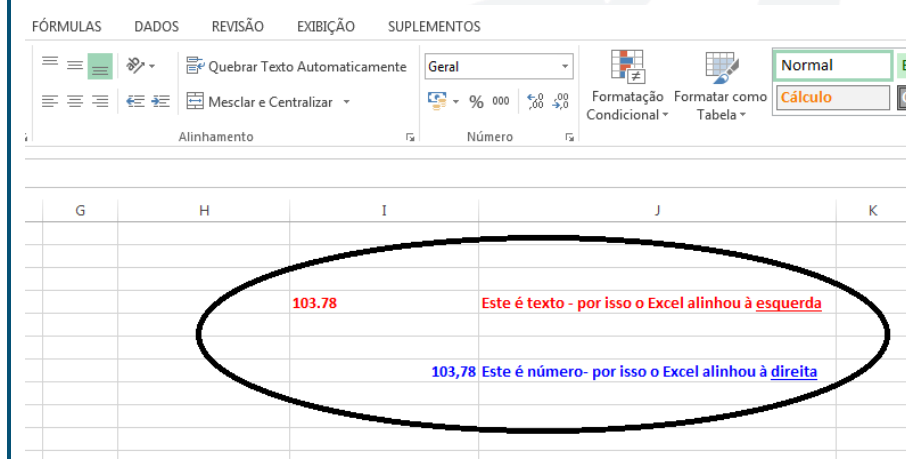 FÓRMULAS DADOS REVISÃO EXIBIÇÃO SUPLEMENTOS
Quebrar Texto Automaticamente Geral Normal
Mesclar e Centralizar % 000 Formatação Condicional Formatar como Tabela Cálculo
Alinhamento Número
G H I J K
103.78 Este é texto - por isso o Excel alinhou à esquerda
103,78 Este é número- por isso o Excel alinhou à direita